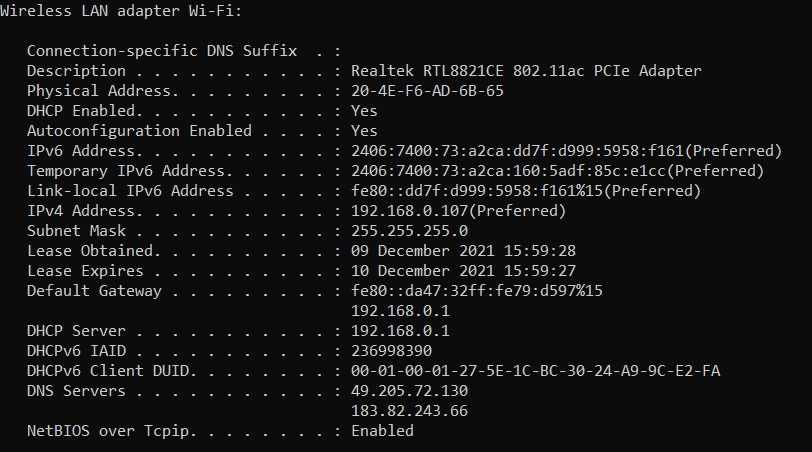 Wireless LAN adapter Wi-Fi:
Connection-specific DNS Suffix  . :
Description . . . . . . . . . . . : Realtek RTL8821CE 802.11ac PCIe Adapter
Physical Address. . . . . . . . . : 20-4E-F6-AD-6B-65
DHCP Enabled. . . . . . . . . . . : Yes
Autoconfiguration Enabled . . . . : Yes
IPv6 Address. . . . . . . . . . . : 2406:7400:73:a2ca:dd7f:d999:5958:f161(Preferred)
Temporary IPv6 Address. . . . . . : 2406:7400:73:a2ca:160:5adf:85c:e1cc(Preferred)
Link-local IPv6 Address . . . . . : fe80::dd7f:d999:5958:f161%15(Preferred)
IPv4 Address. . . . . . . . . . . : 192.168.0.107(Preferred)
Subnet Mask . . . . . . . . . . . : 255.255.255.0
Lease Obtained. . . . . . . . . . : 09 December 2021 15:59:28
Lease Expires . . . . . . . . . . : 10 December 2021 15:59:27
Default Gateway . . . . . . . . . : fe80::da47:32ff:fe79:d597%15
192.168.0.1
DHCP Server . . . . . . . . . . . : 192.168.0.1
DHCPv6 IAID . . . . . . . . . . . : 236998390
DHCPv6 Client DUID. . . . . . . . : 00-01-00-01-27-5E-1C-BC-30-24-A9-9C-E2-FA
DNS Servers . . . . . . . . . . . : 49.205.72.130
183.82.243.66
NetBIOS over Tcpip. . . . . . . . : Enabled